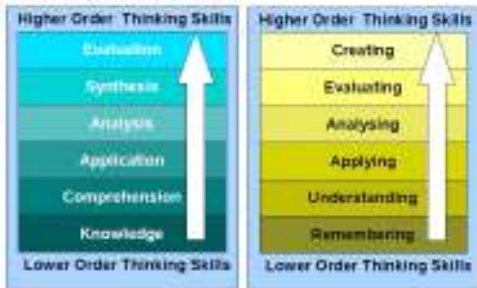 Higher Order Thinking Skills
Evaluation
Synthesis
Analysis
Application
Comprehension
Knowledge
Lower Order Thinking Skills
Higher Order Thinking Skills
Creating
Evaluating
Analysing
Applying
Understanding
Remembering
Lower Order Thinking Skills